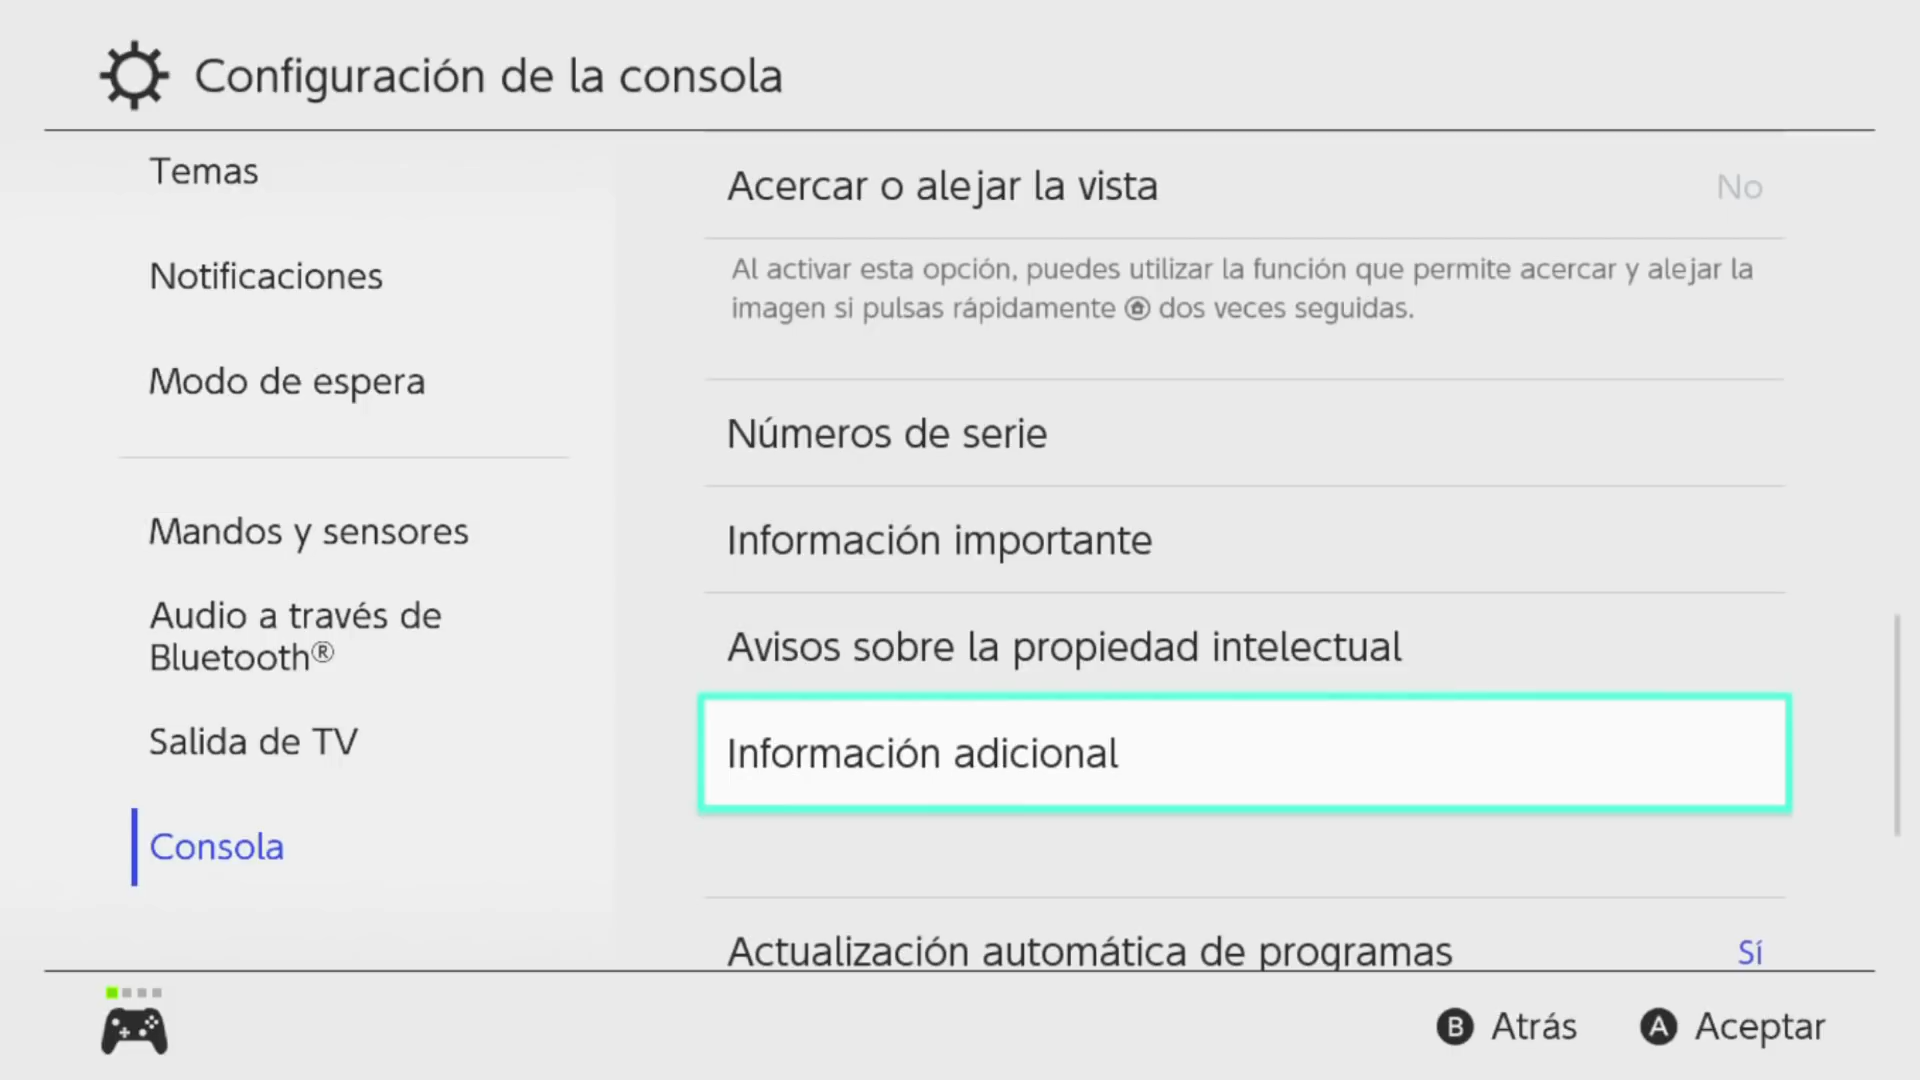 Configuración de la consola
Temas
Notificaciones
Modo de espera
Mandos y sensores
Audio a través de
Bluetooth®
Salida de TV
Consola
Acercar o alejar la vista No
Al activar esta opción, puedes utilizar la función que permite acercar y alejar la
imagen si pulsas rápidamente dos veces seguidas.
Números de serie
Información importante
Avisos sobre la propiedad intelectual
Información adicional
Actualización automática de programas Sí
B Atrás A Aceptar